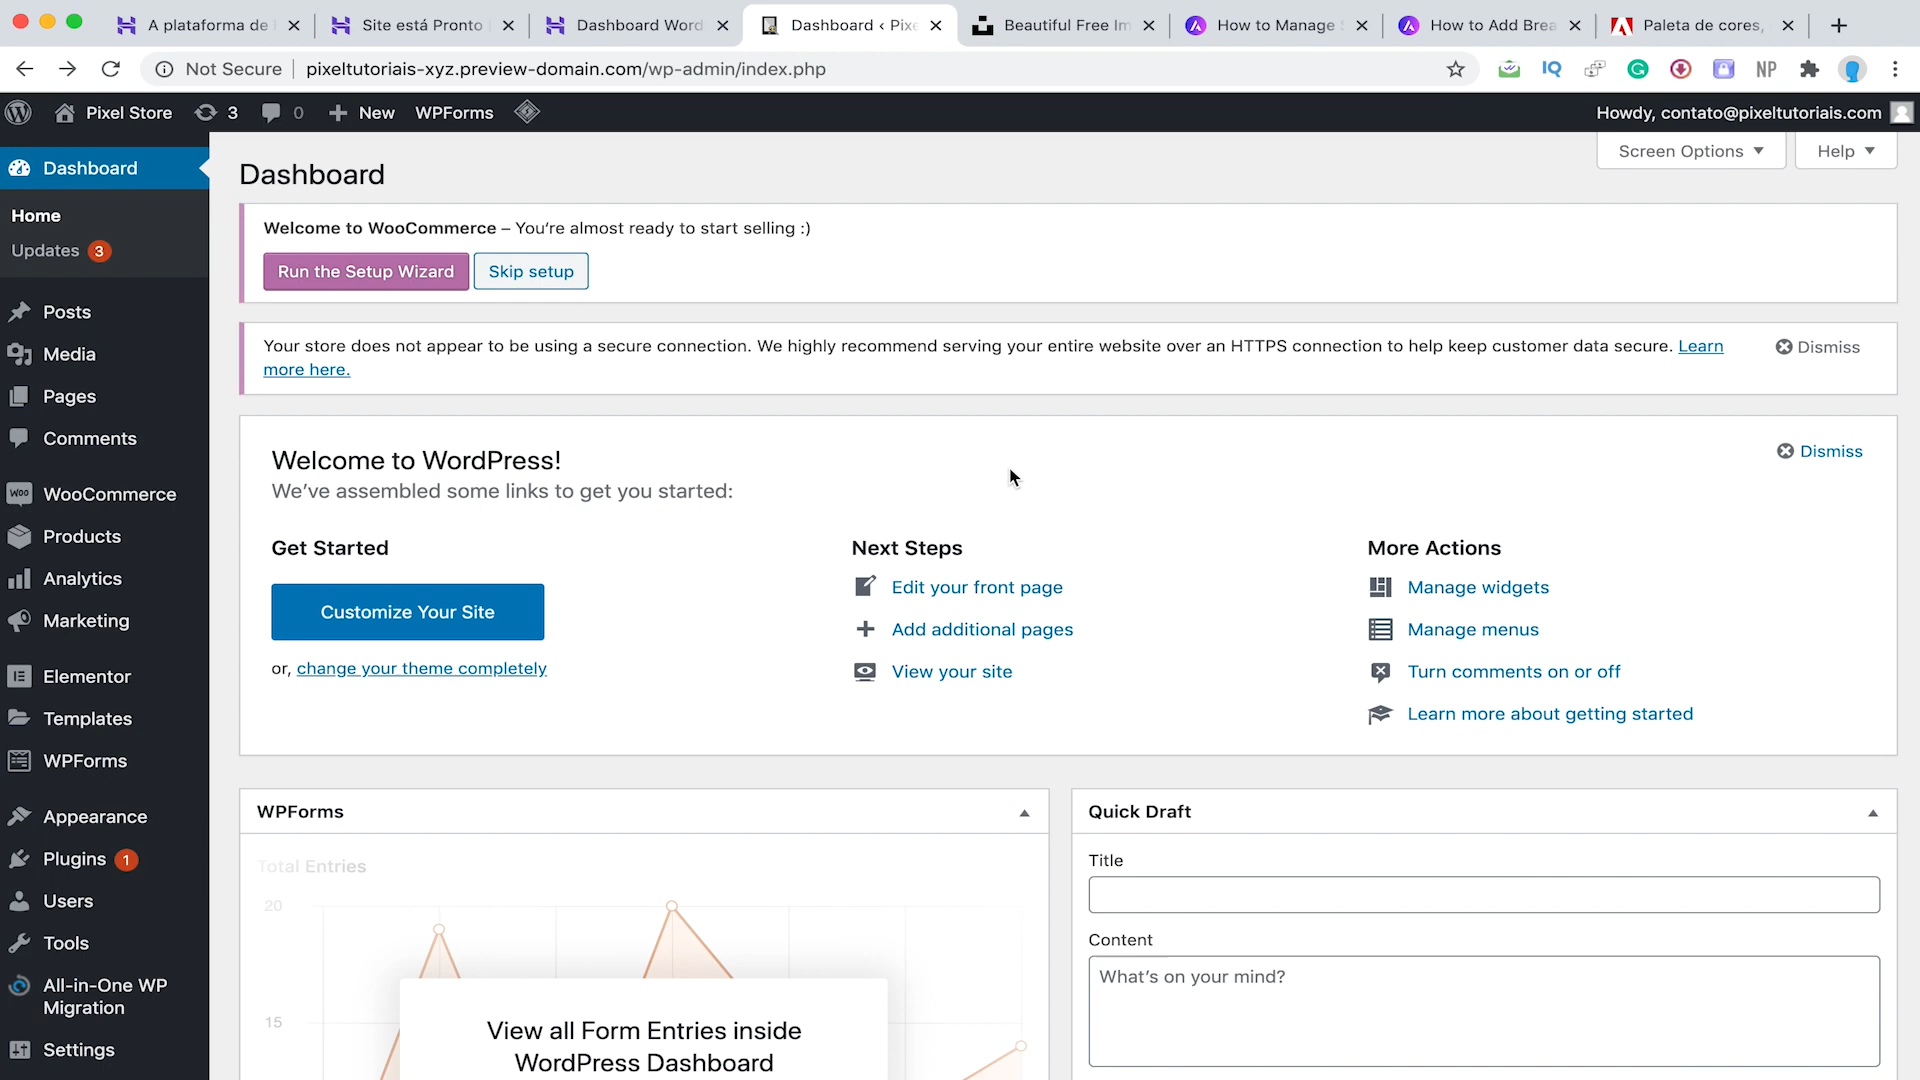 A plataforma de
Site está Pronto
Dashboard Word
Dashboard ‹ Pixe
Beautiful Free Im
How to Manage S
How to Add Brea
Paleta de cores,
Not Secure
pixeltutoriais-xyz.preview-domain.com/wp-admin/index.php
IQ
NP
Pixel Store
3
0
New
WPForms
Howdy, contato@pixeltutoriais.com
Dashboard
Home
Updates 3
Posts
Media
Pages
Comments
WooCommerce
Products
Analytics
Marketing
Elementor
Templates
WPForms
Appearance
Plugins 1
Users
Tools
All-in-One WP
Migration
Settings
Screen Options
Help
Dashboard
Welcome to WooCommerce – You‘re almost ready to start selling :)
Run the Setup Wizard
Skip setup
Your store does not appear to be using a secure connection. We highly recommend serving your entire website over an HTTPS connection to help keep customer data secure. Learn
more here.
Dismiss
Welcome to WordPress!
We’ve assembled some links to get you started:
Dismiss
Get Started
Customize Your Site
or, change your theme completely
Next Steps
Edit your front page
Add additional pages
View your site
More Actions
Manage widgets
Manage menus
Turn comments on or off
Learn more about getting started
WPForms
Total Entries
20
15
View all Form Entries inside
WordPress Dashboard
Quick Draft
Title
Content
What’s on your mind?